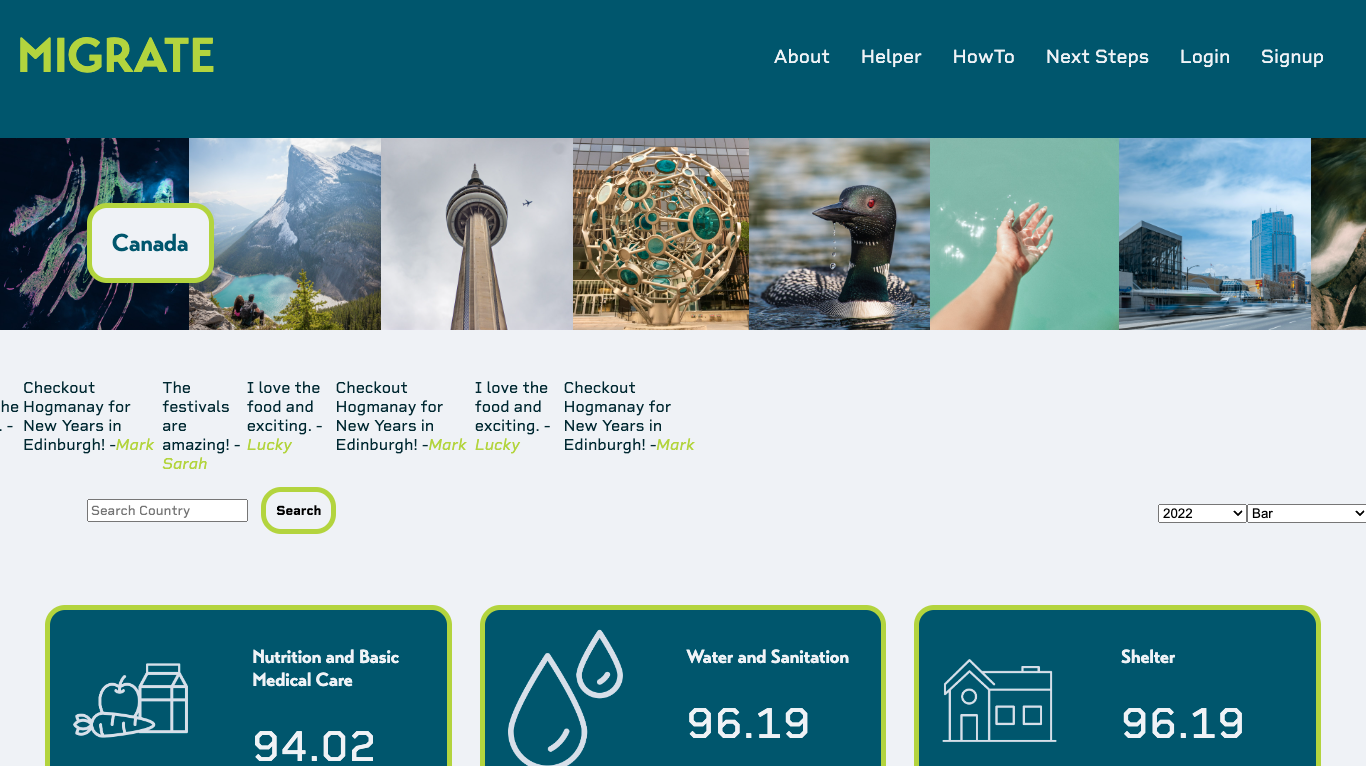 MIGRATE
About Helper HowTo Next Steps Login Signup
Canada
he
. -
Checkout
Hogmanay for
New Years in
Edinburgh! -Mark
The
festivals
are
amazing! -
Sarah
I love the
food and
exciting. -
Lucky
Checkout
Hogmanay for
New Years in
Edinburgh! -Mark
I love the
food and
exciting. -
Lucky
Checkout
Hogmanay for
New Years in
Edinburgh! -Mark
Search Country
Search
2022
Bar
Nutrition and Basic
Medical Care
94.02
Water and Sanitation
96.19
Shelter
96.19